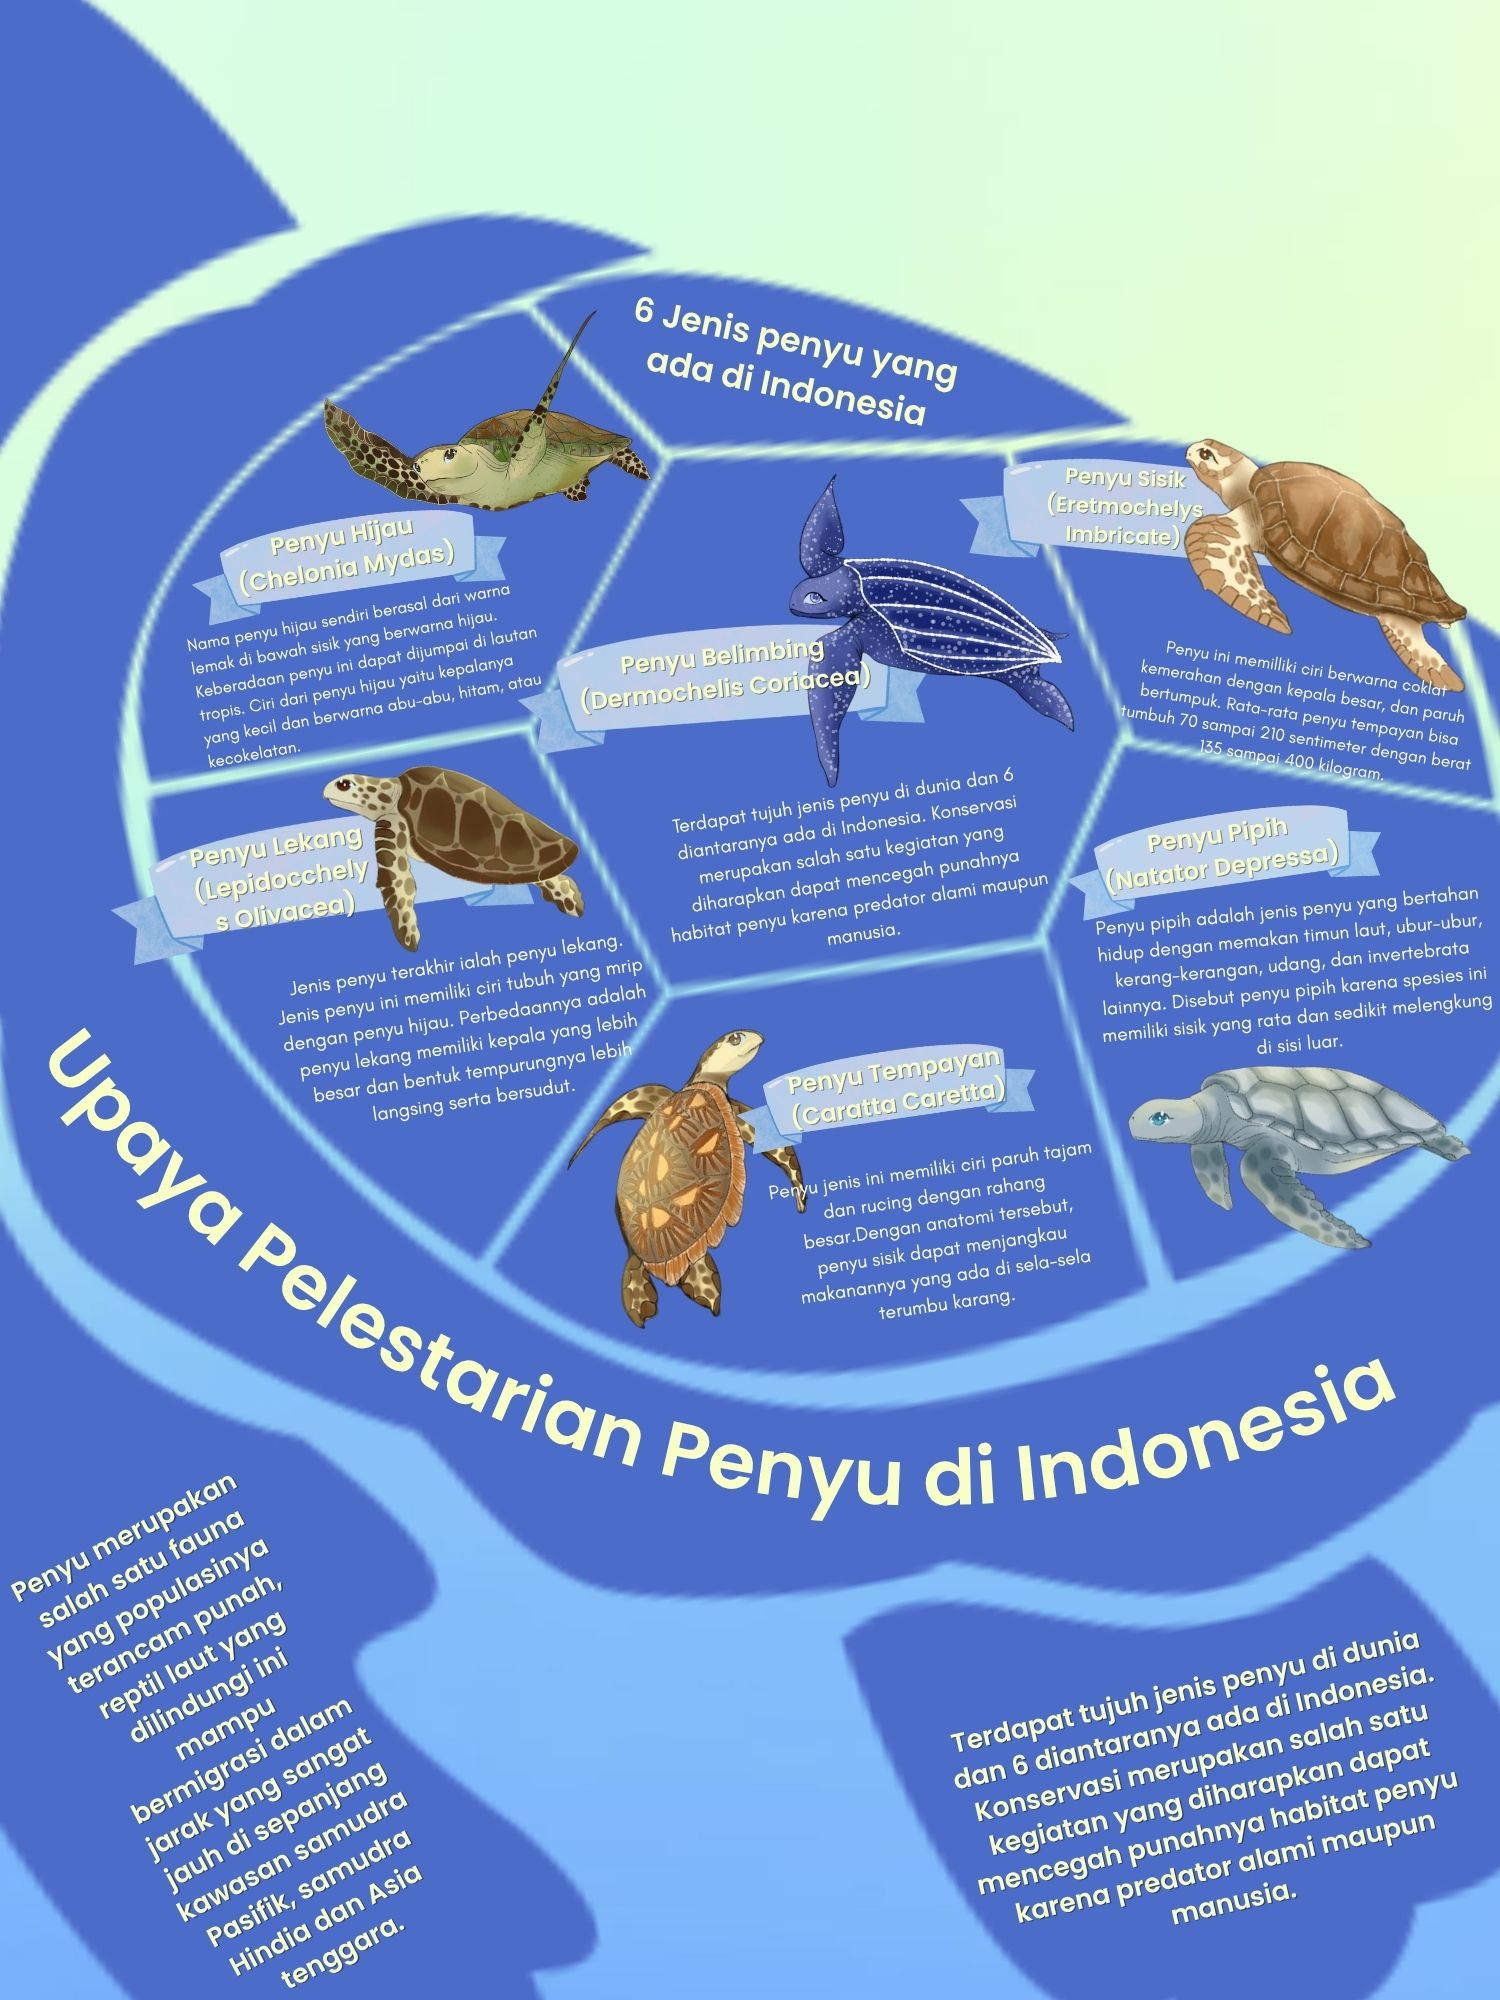 6 Jenis penyu yang
ada di Indonesia
Penyu Hijau
(Chelonia Mydas)
Nama penyu hijau sendiri berasal dari warna
lemak di bawah sisik yang berwarna hijau.
Keberadaan penyu ini dapat dijumpai di lautan
tropis. Ciri dari penyu hijau yaitu kepalanya
yang kecil dan berwarna abu-abu, hitam, atau
kecokelatan.
Penyu Belimbing
(Dermochelis Coriacea)
Terdapat tujuh jenis penyu di dunia dan 6
diantaranya ada di Indonesia. Konservasi
merupakan salah satu kegiatan yang
diharapkan dapat mencegah punahnya
habitat penyu karena predator alami maupun
manusia.
Penyu Sisik
(Eretmochelys
Imbricate)
Penyu ini memilliki ciri berwarna coklat
kemerahan dengan kepala besar, dan paruh
bertumpuk. Rata-rata penyu tempayan bisa
tumbuh 70 sampai 210 sentimeter dengan berat
135 sampai 400 kilogram.
Penyu Lekang
(Lepidocchely
s Olivacea)
Jenis penyu terakhir ialah penyu lekang.
Jenis penyu ini memiliki ciri tubuh yang mrip
dengan penyu hijau. Perbedaannya adalah
penyu lekang memiliki kepala yang lebih
besar dan bentuk tempurungnya lebih
langsing serta bersudut.
Penyu Tempayan
(Caratta Caretta)
Penyu jenis ini memiliki ciri paruh tajam
dan rucing dengan rahang
besar.Dengan anatomi tersebut,
penyu sisik dapat menjangkau
makanannya yang ada di sela-sela
terumbu karang.
Penyu Pipih
(Natator Depressa)
Penyu pipih adalah jenis penyu yang bertahan
hidup dengan memakan timun laut, ubur-ubur,
kerang-kerangan, udang, dan invertebrata
lainnya. Disebut penyu pipih karena spesies ini
memiliki sisik yang rata dan sedikit melengkung
di sisi luar.
Upaya Pelestarian Penyu di Indonesia
Penyu merupakan
salah satu fauna
yang populasinya
terancam punah,
reptil laut yang
dilindungi ini
mampu
bermigrasi dalam
jarak yang sangat
jauh di sepanjang
kawasan samudra
Pasifik, samudra
Hindia dan Asia
tenggara.
Terdapat tujuh jenis penyu di dunia
dan 6 diantaranya ada di Indonesia.
Konservasi merupakan salah satu
kegiatan yang diharapkan dapat
mencegah punahnya habitat penyu
karena predator alami maupun
manusia.